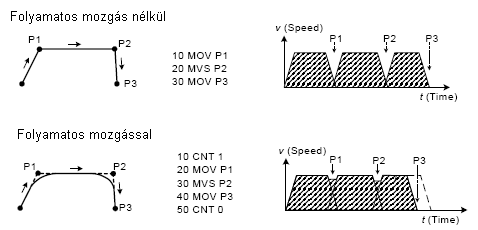 Folyamatos mozgás nélkül
P1
P2
P3
10 MOV P1
20 MVS P2
30 MOV P3
v (Speed)
P1
P2
P3
t (Time)
Folyamatos mozgással
P1
P2
P3
10 CNT 1
20 MOV P1
30 MVS P2
40 MOV P3
50 CNT 0
v (Speed)
P1
P2
P3
t (Time)